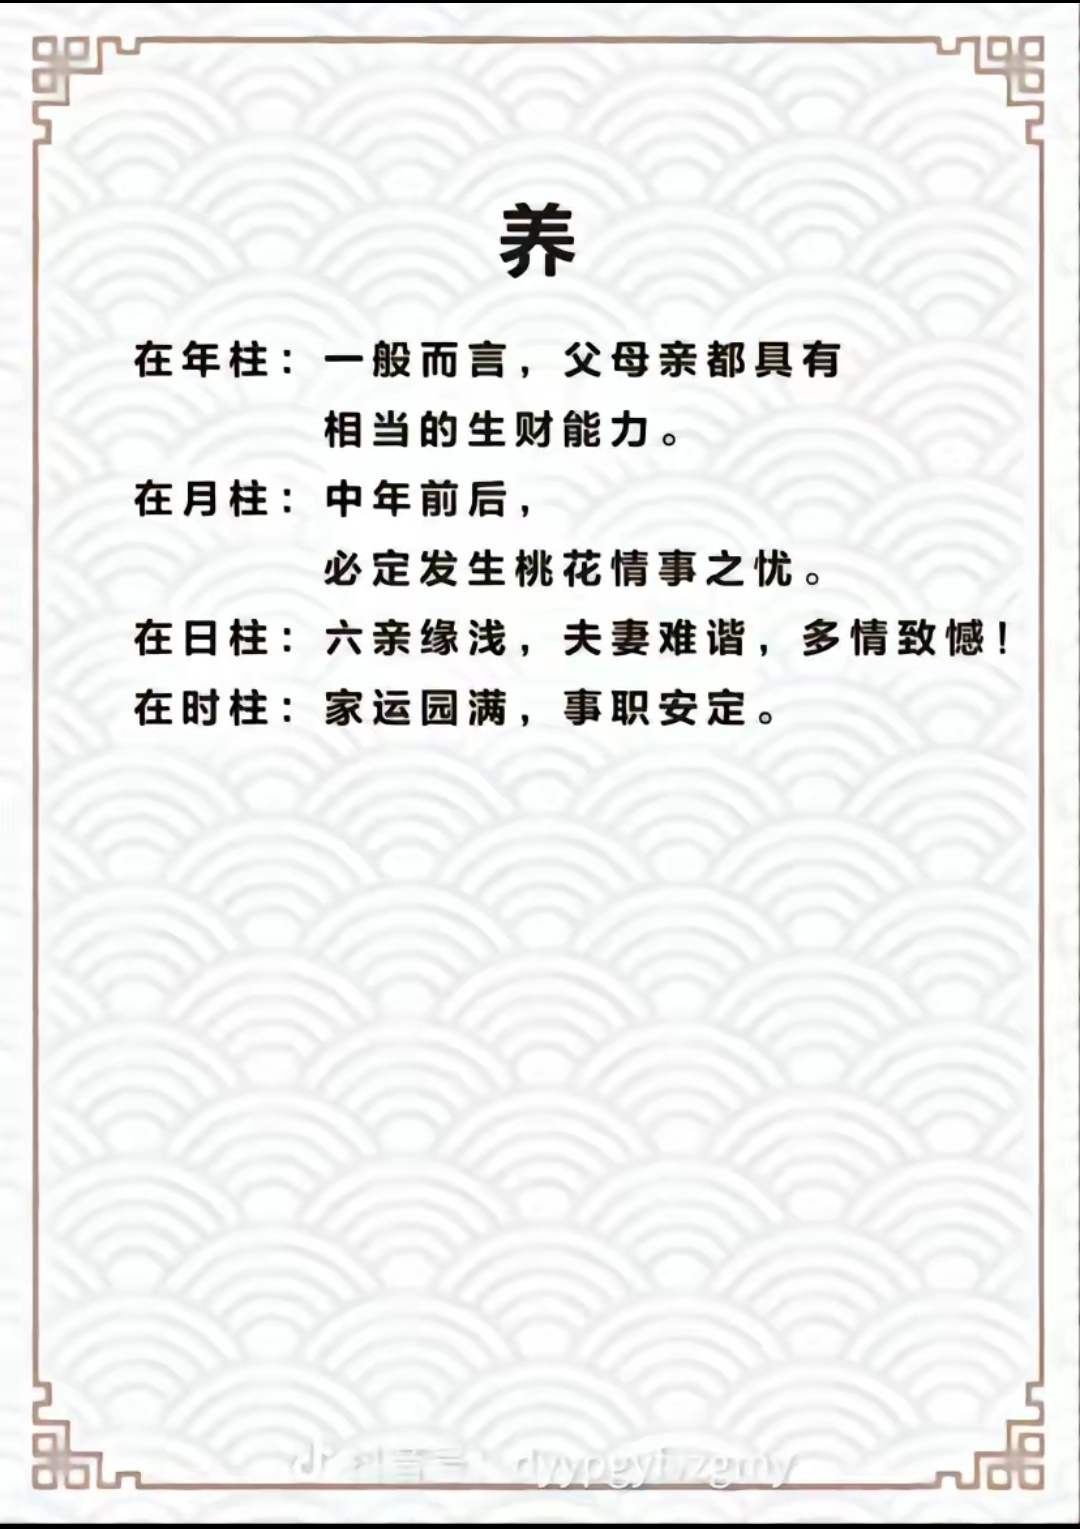 养
在年柱：一般而言，父母亲都具有
相当的生财能力。
在月柱：中年前后，
必定发生桃花情事之忧。
在日柱：六亲缘浅，夫妻难谐，多情致憾！
在时柱：家运园满，事职安定。
抖音号：